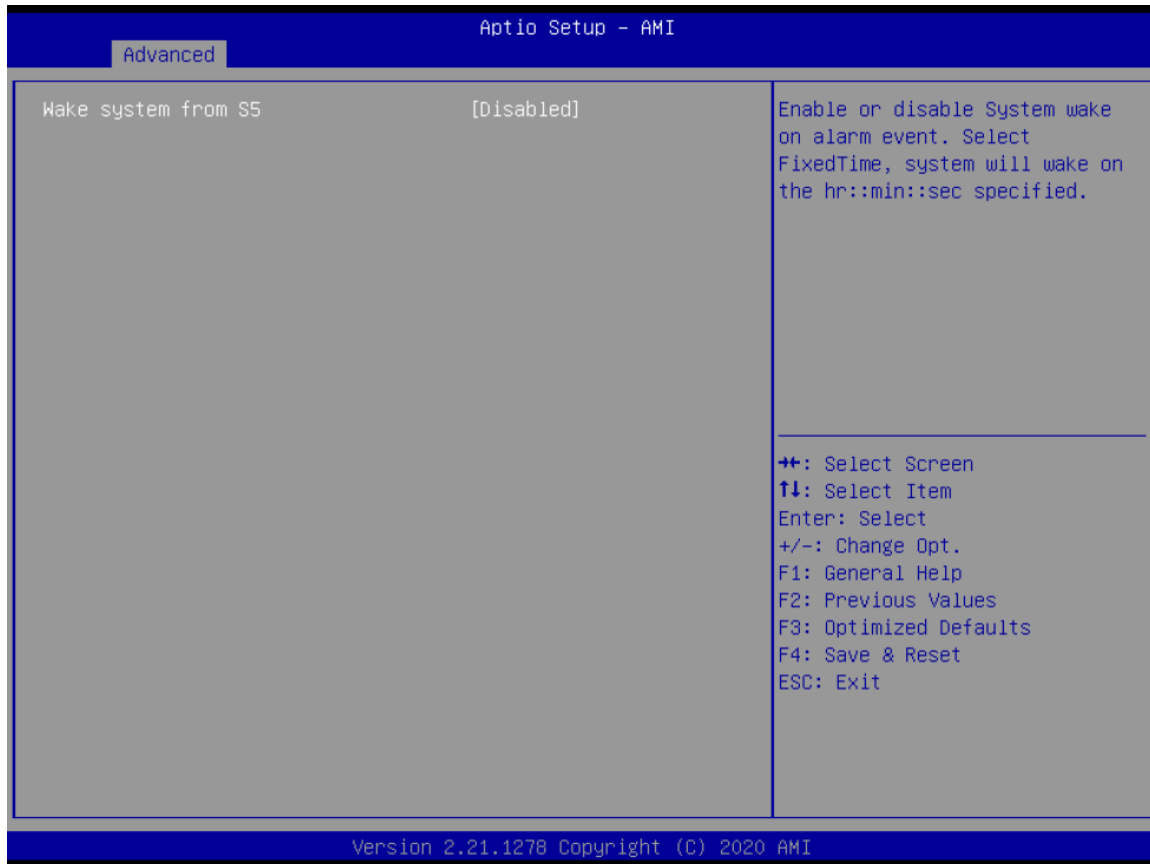 Aptio Setup – AMI
Advanced
Wake system from S5 [Disabled]
Enable or disable System wake
on alarm event. Select
FixedTime, system will wake on
the hr::min::sec specified.
→←: Select Screen
↑↓: Select Item
Enter: Select
+/-: Change Opt.
F1: General Help
F2: Previous Values
F3: Optimized Defaults
F4: Save & Reset
ESC: Exit
Version 2.21.1278 Copyright (C) 2020 AMI